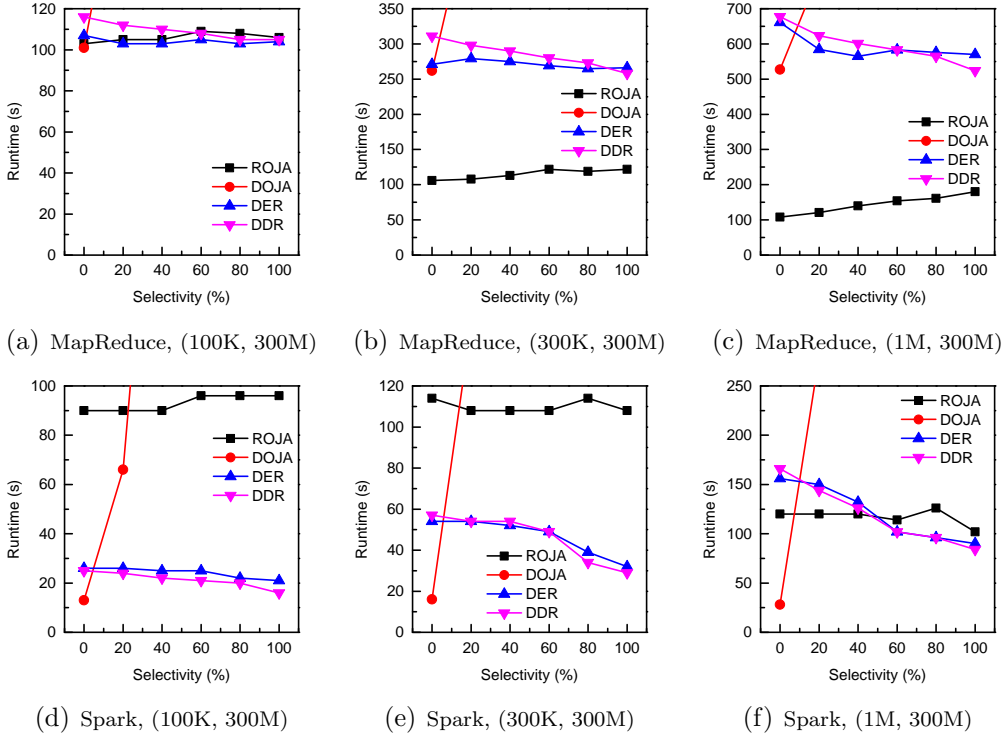 120
100
80
60
40
20
0
Runtime (s)
ROJA
DOJA
DER
DDR
0 20 40 60 80 100
Selectivity (%)
(a) MapReduce, (100K, 300M)
350
300
250
200
150
100
50
0
Runtime (s)
ROJA
DOJA
DER
DDR
0 20 40 60 80 100
Selectivity (%)
(b) MapReduce, (300K, 300M)
700
600
500
400
300
200
100
0
Runtime (s)
ROJA
DOJA
DER
DDR
0 20 40 60 80 100
Selectivity (%)
(c) MapReduce, (1M, 300M)
100
80
60
40
20
0
Runtime (s)
ROJA
DOJA
DER
DDR
0 20 40 60 80 100
Selectivity (%)
(d) Spark, (100K, 300M)
120
100
80
60
40
20
0
Runtime (s)
ROJA
DOJA
DER
DDR
0 20 40 60 80 100
Selectivity (%)
(e) Spark, (300K, 300M)
250
200
150
100
50
0
Runtime (s)
ROJA
DOJA
DER
DDR
0 20 40 60 80 100
Selectivity (%)
(f) Spark, (1M, 300M)